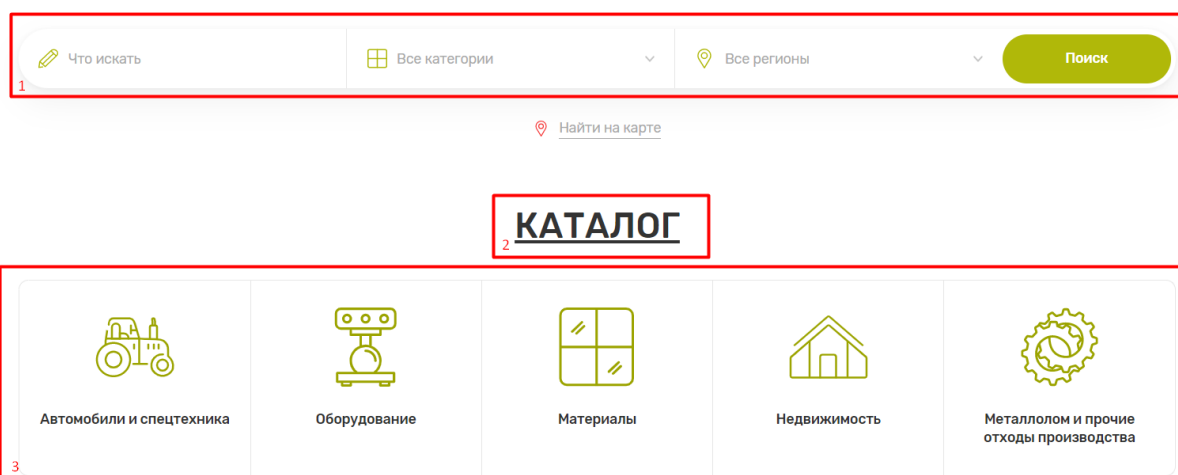 Что искать
Все категории
Все регионы
Поиск
1
Найти на карте
КАТАЛОГ
2
Автомобили и спецтехника
Оборудование
Материалы
Недвижимость
Металлолом и прочие
отходы производства
3